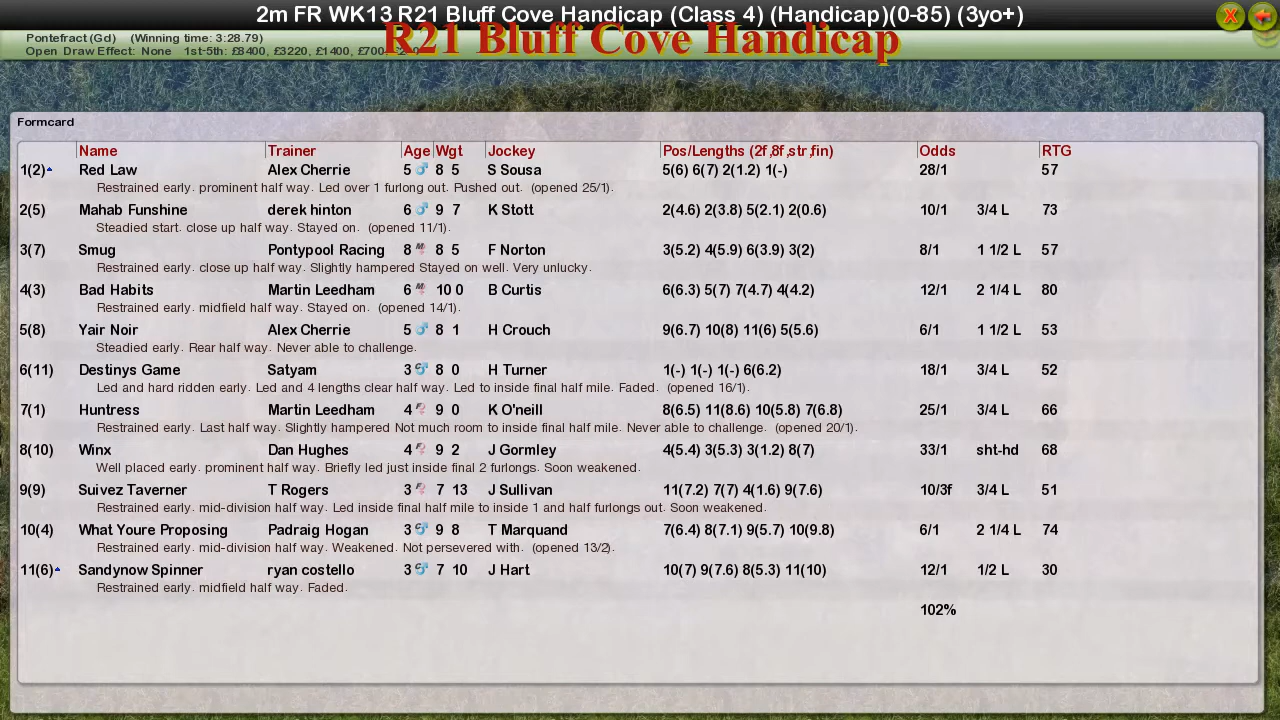 2m FR WK13 R21 Bluff Cove Handicap (Class 4) (Handicap)(0-85) (3yo+)
R21 Bluff Cove Handicap
Pontefract(Gd) (Winning time: 3:28.79)
Open Draw Effect: None 1st-5th: £8400, £3220, £1400, £700,
Formcard
Name Trainer Age Wgt Jockey Pos/Lengths (2f,8f,str,fin) Odds RTG
1(2) Red Law Alex Cherrie 5 8 5 S Sousa 5(6) 6(7) 2(1.2) 1(-) 28/1 57
Restrained early. prominent half way. Led over 1 furlong out. Pushed out. (opened 25/1).
2(5) Mahab Funshine derek hinton 6 9 7 K Stott 2(4.6) 2(3.8) 5(2.1) 2(0.6) 10/1 3/4 L 73
Steadied start. close up half way. Stayed on. (opened 11/1).
3(7) Smug Pontypool Racing 8 8 5 F Norton 3(5.2) 4(5.9) 6(3.9) 3(2) 8/1 1 1/2 L 57
Restrained early. close up half way. Slightly hampered Stayed on well. Very unlucky.
4(3) Bad Habits Martin Leedham 6 10 0 B Curtis 6(6.3) 5(7) 7(4.7) 4(4.2) 12/1 2 1/4 L 80
Restrained early. midfield half way. Stayed on. (opened 14/1).
5(8) Yair Noir Alex Cherrie 5 8 1 H Crouch 9(6.7) 10(8) 11(6) 5(5.6) 6/1 1 1/2 L 53
Steadied early. Rear half way. Never able to challenge.
6(11) Destinys Game Satyam 3 8 0 H Turner 1(-) 1(-) 1(-) 6(6.2) 18/1 3/4 L 52
Led and hard ridden early. Led and 4 lengths clear half way. Led to inside final half mile. Faded. (opened 16/1).
7(1) Huntress Martin Leedham 4 9 0 K O'neill 8(6.5) 11(8.6) 10(5.8) 7(6.8) 25/1 3/4 L 66
Restrained early. Last half way. Slightly hampered Not much room to inside final half mile. Never able to challenge. (opened 20/1).
8(10) Winx Dan Hughes 4 9 2 J Gormley 4(5.4) 3(5.3) 3(1.2) 8(7) 33/1 sht-hd 68
Well placed early. prominent half way. Briefly led just inside final 2 furlongs. Soon weakened.
9(9) Suivez Taverner T Rogers 3 7 13 J Sullivan 11(7.2) 7(7) 4(1.6) 9(7.6) 10/3f 3/4 L 51
Restrained early. mid-division half way. Led inside final half mile to inside 1 and half furlongs out. Soon weakened.
10(4) What Youre Proposing Padraig Hogan 3 9 8 T Marquand 7(6.4) 8(7.1) 9(5.7) 10(9.8) 6/1 2 1/4 L 74
Restrained early. mid-division half way. Weakened. Not persevered with. (opened 13/2).
11(6) Sandynow Spinner ryan costello 3 7 10 J Hart 10(7) 9(7.6) 8(5.3) 11(10) 12/1 1/2 L 30
Restrained early. midfield half way. Faded.
102%